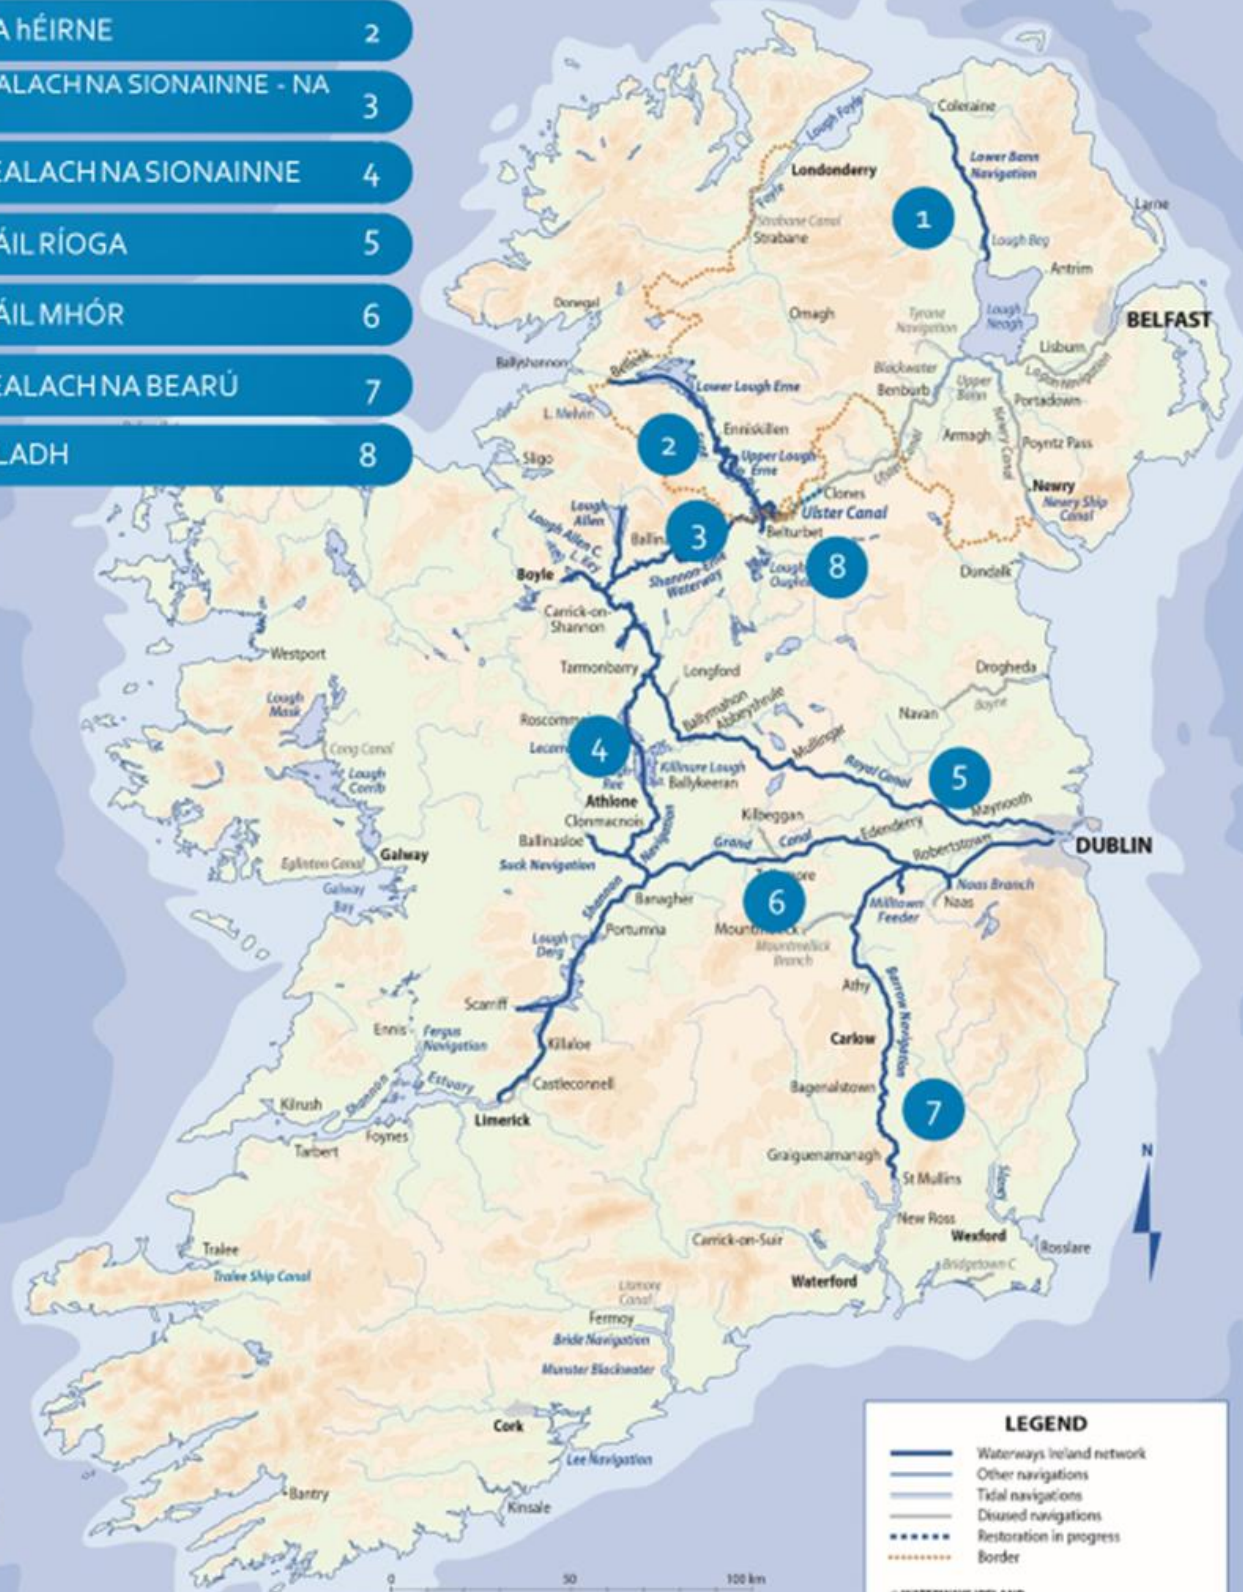 A hÉIRNE 2
ALACH NA SIONAINNE - NA
3
EALACH NA SIONAINNE 4
ÁIL RÍOGA 5
ÁIL MHÓR 6
EALACH NA BEARÚ 7
LADH 8
Coleraine
Lough Foyle
Lower Bann
Navigation
Londonderry
1
Larne
Foyle
Strabane Canal
Strabane
Lough Beg
Antrim
Donegal
Omagh
Tyrone
Navigation
Lough
Neagh
BELFAST
Lisburn
Lagan Navigation
Ballyshannon
Belleek
Lower Lough Erne
Blackwater
Benburb
Upper
Bann
Portadown
L. Melvin
Enniskillen
2
Armagh
Newry Canal
Poyntz Pass
Sligo
Upper Lough
Erne
Ulster Canal
Clones
Newry
Newry Ship
Canal
Lough
Allen
Lough Allen C
Ulster Canal
Ballin
3
Belturbet
L. Key
Boyle
Shannon-Erne
Waterway
Lough
Oughte
8
Dundalk
Carrick-on-
Shannon
Westport
Tarmonbarry
Longford
Drogheda
Lough
Mask
Ballymahon
Abbeyshrule
Navan
Boyne
Roscomm
4
Mullingar
Cong Canal
Lecarr
Killinure Lough
Royal Canal
5
Lough
Corrib
Ree
Ballykeeran
Athlone
Maynooth
Clonmacnois
Kilbeggan
Ballinasloe
Navigation
Grand Canal
Edenderry
Robertstown
DUBLIN
Galway
Eglinton Canal
Suck Navigation
Galway
Bay
Shannon
Banagher
6
Milltown
Feeder
Naas Branch
Naas
Portumna
Mountm
Mountmellick
Branch
Lough
Derg
Athy
Barrow Navigation
Scarriff
Ennis
Fergus
Navigation
Killaloe
Carlow
Castleconnell
Bagenalstown
7
Kilrush
Shannon
Estuary
Limerick
Foynes
Tarbert
Graiguenamanagh
N
St Mullins
Slaney
New Ross
Carrick-on-Suir
Suir
Wexford
Rosslare
Tralee
Tralee Ship Canal
Bridgetown C
Waterford
Lismore
Canal
Fermoy
Bride Navigation
Munster Blackwater
Cork
Lee Navigation
Bantry
Kinsale
LEGEND
Waterways Ireland network
Other navigations
Tidal navigations
Disused navigations
Restoration in progress
Border
0 50 100 km